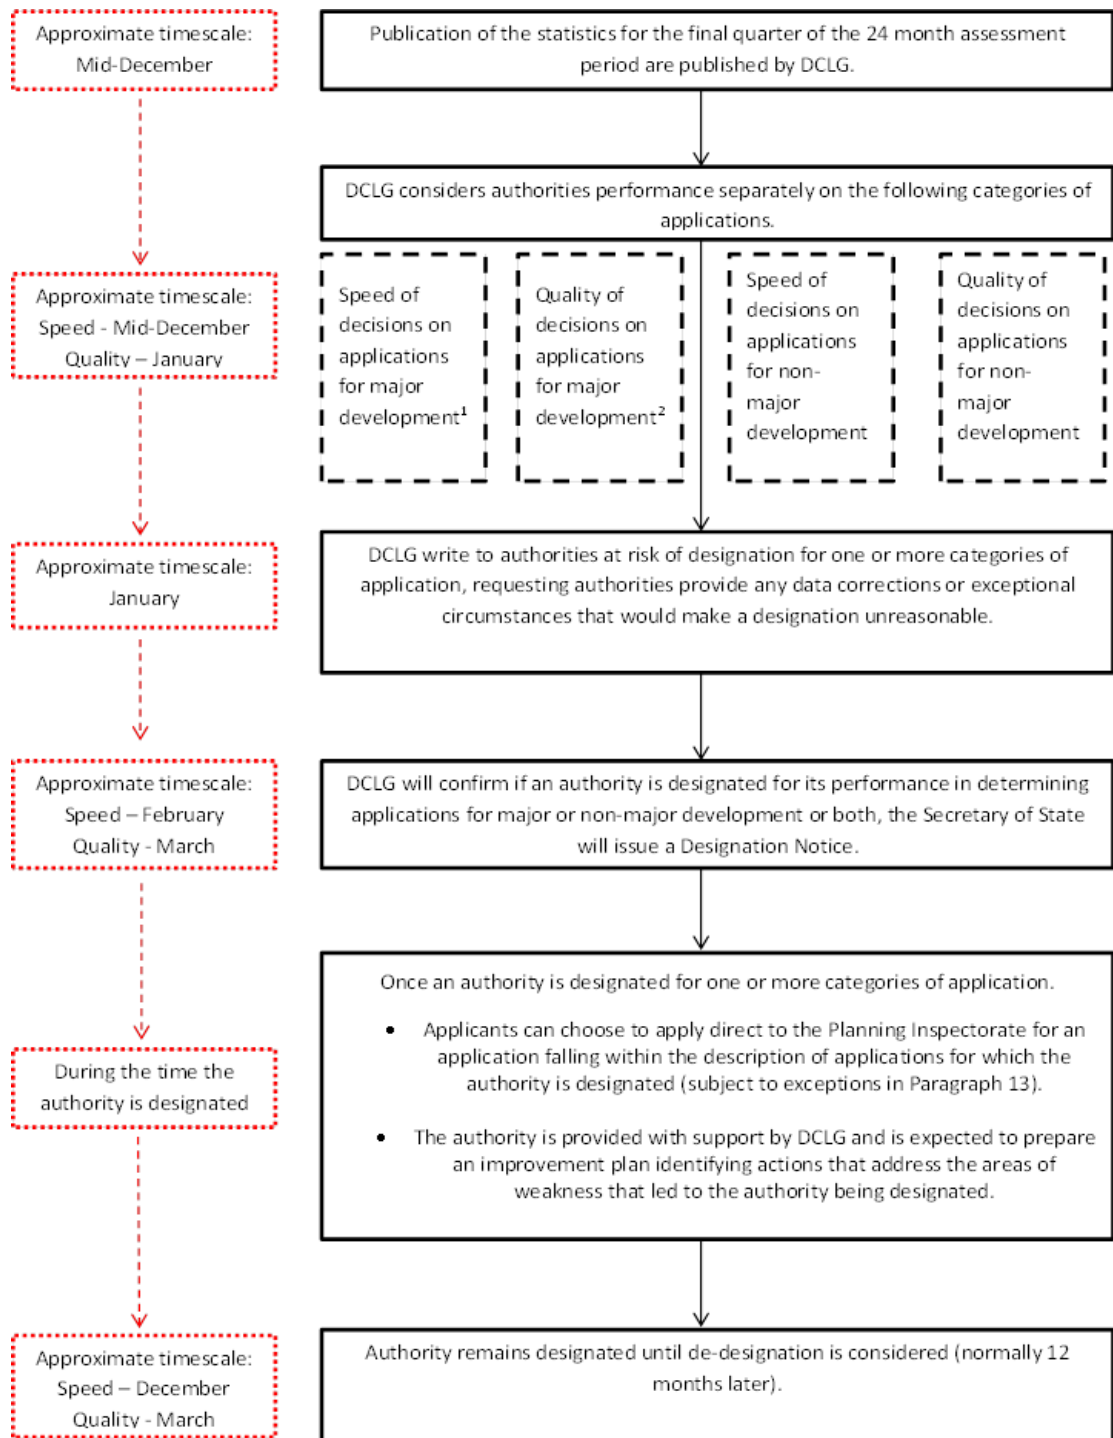 Approximate timescale:
Mid-December
Publication of the statistics for the final quarter of the 24 month assessment
period are published by DCLG.
DCLG considers authorities performance separately on the following categories of
applications.
Approximate timescale:
Speed - Mid-December
Quality – January
Speed of
decisions on
applications
for major
development¹
Quality of
decisions on
applications
for major
development²
Speed of
decisions on
applications
for non-
major
development
Quality of
decisions on
applications
for non-
major
development
Approximate timescale:
January
DCLG write to authorities at risk of designation for one or more categories of
application, requesting authorities provide any data corrections or exceptional
circumstances that would make a designation unreasonable.
Approximate timescale:
Speed – February
Quality - March
DCLG will confirm if an authority is designated for its performance in determining
applications for major or non-major development or both, the Secretary of State
will issue a Designation Notice.
During the time the
authority is designated
Once an authority is designated for one or more categories of application.
• Applicants can choose to apply direct to the Planning Inspectorate for an
application falling within the description of applications for which the
authority is designated (subject to exceptions in Paragraph 13).
• The authority is provided with support by DCLG and is expected to prepare
an improvement plan identifying actions that address the areas of
weakness that led to the authority being designated.
Approximate timescale:
Speed – December
Quality - March
Authority remains designated until de-designation is considered (normally 12
months later).